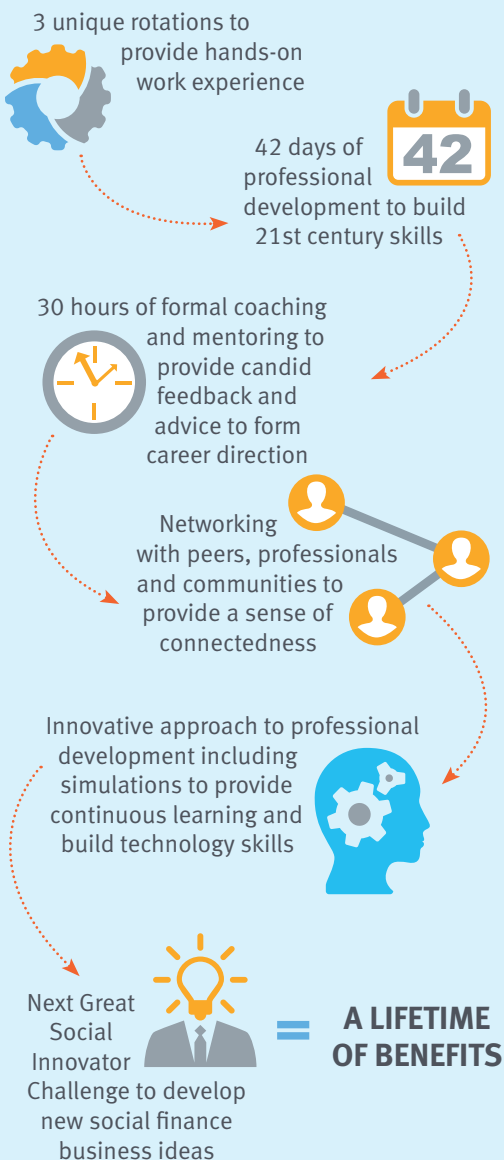 3 unique rotations to
provide hands-on
work experience
42
42 days of
professional
development to build
21st century skills
30 hours of formal coaching
and mentoring to
provide candid
feedback and
advice to form
career direction
Networking
with peers, professionals
and communities to
provide a sense of
connectedness
Innovative approach to professional
development including
simulations to provide
continuous learning and
build technology skills
Next Great
Social
Innovator
Challenge to develop
new social finance
business ideas
=
A LIFETIME
OF BENEFITS